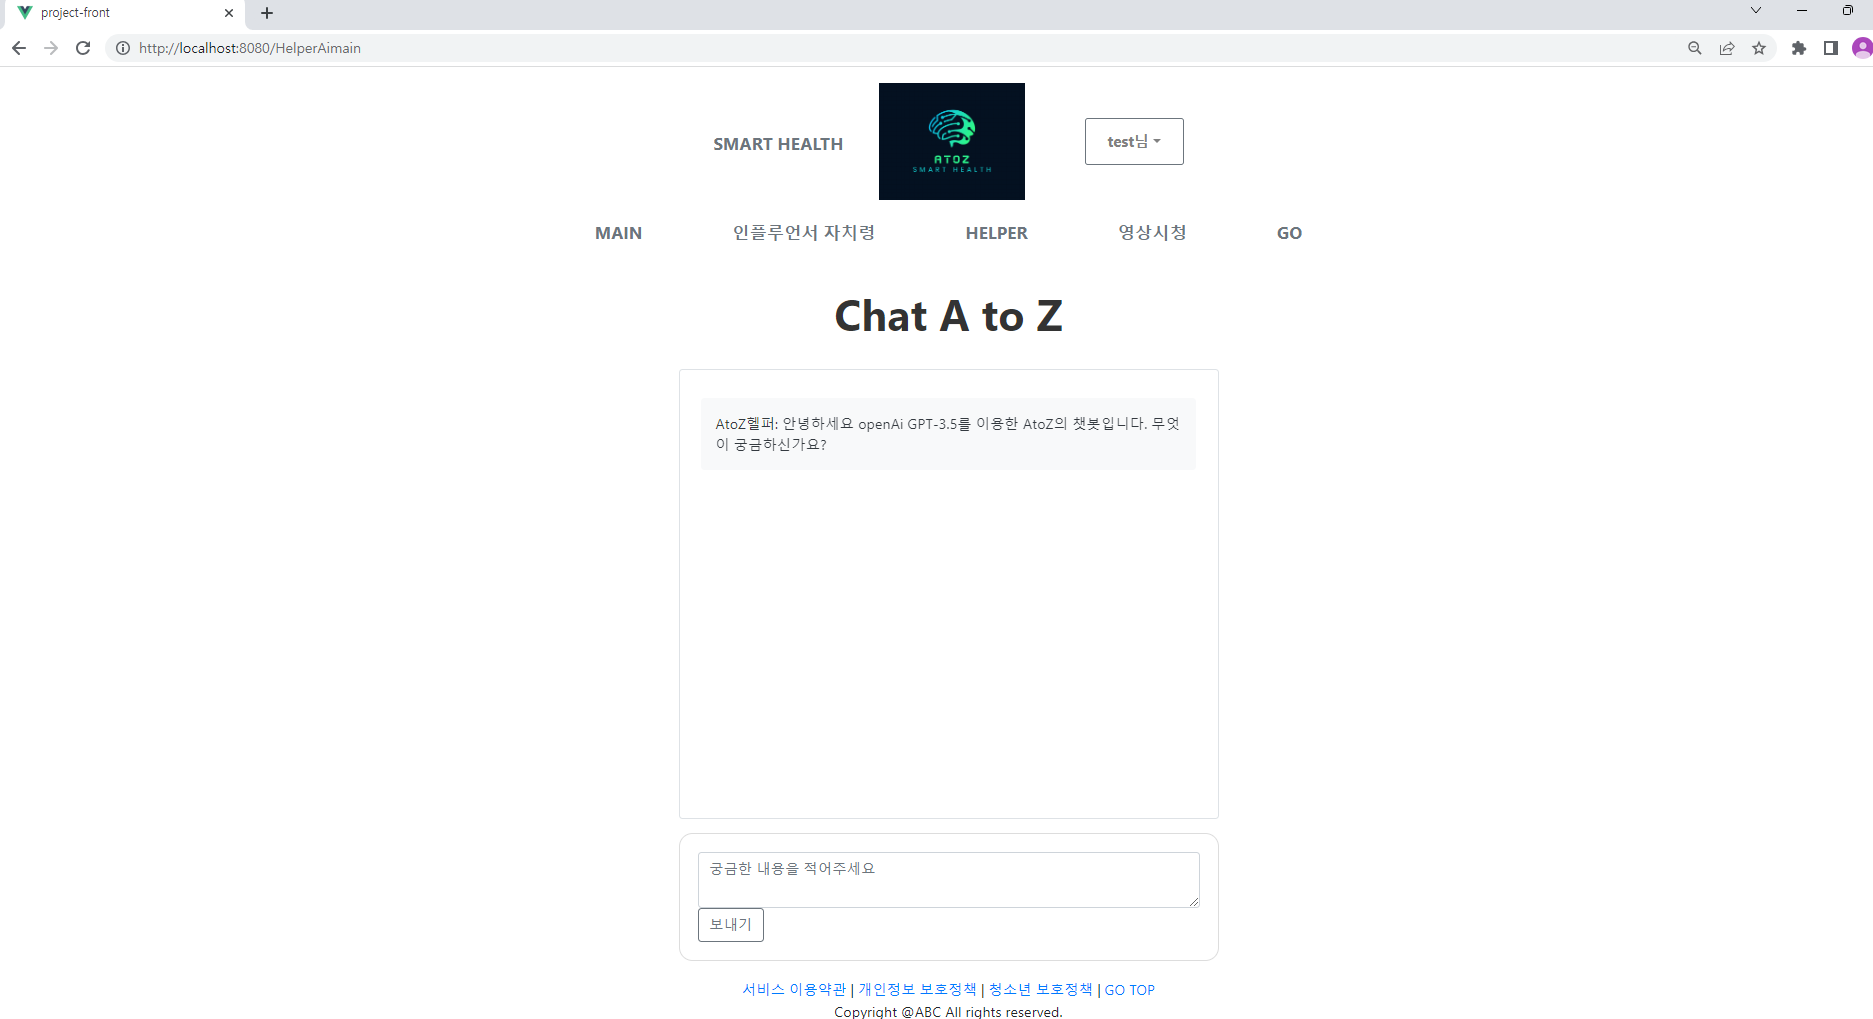 project-front
http://localhost:8080/HelperAimain
SMART HEALTH
ATOZ
SMART HEALTH
test님
MAIN 인플루언서 자치령 HELPER 영상시청 GO
Chat A to Z
AtoZ헬퍼: 안녕하세요 openAi GPT-3.5를 이용한 AtoZ의 챗봇입니다. 무엇
이 궁금하신가요?
궁금한 내용을 적어주세요
보내기
서비스 이용약관 | 개인정보 보호정책 | 청소년 보호정책 | GO TOP
Copyright @ABC All rights reserved.